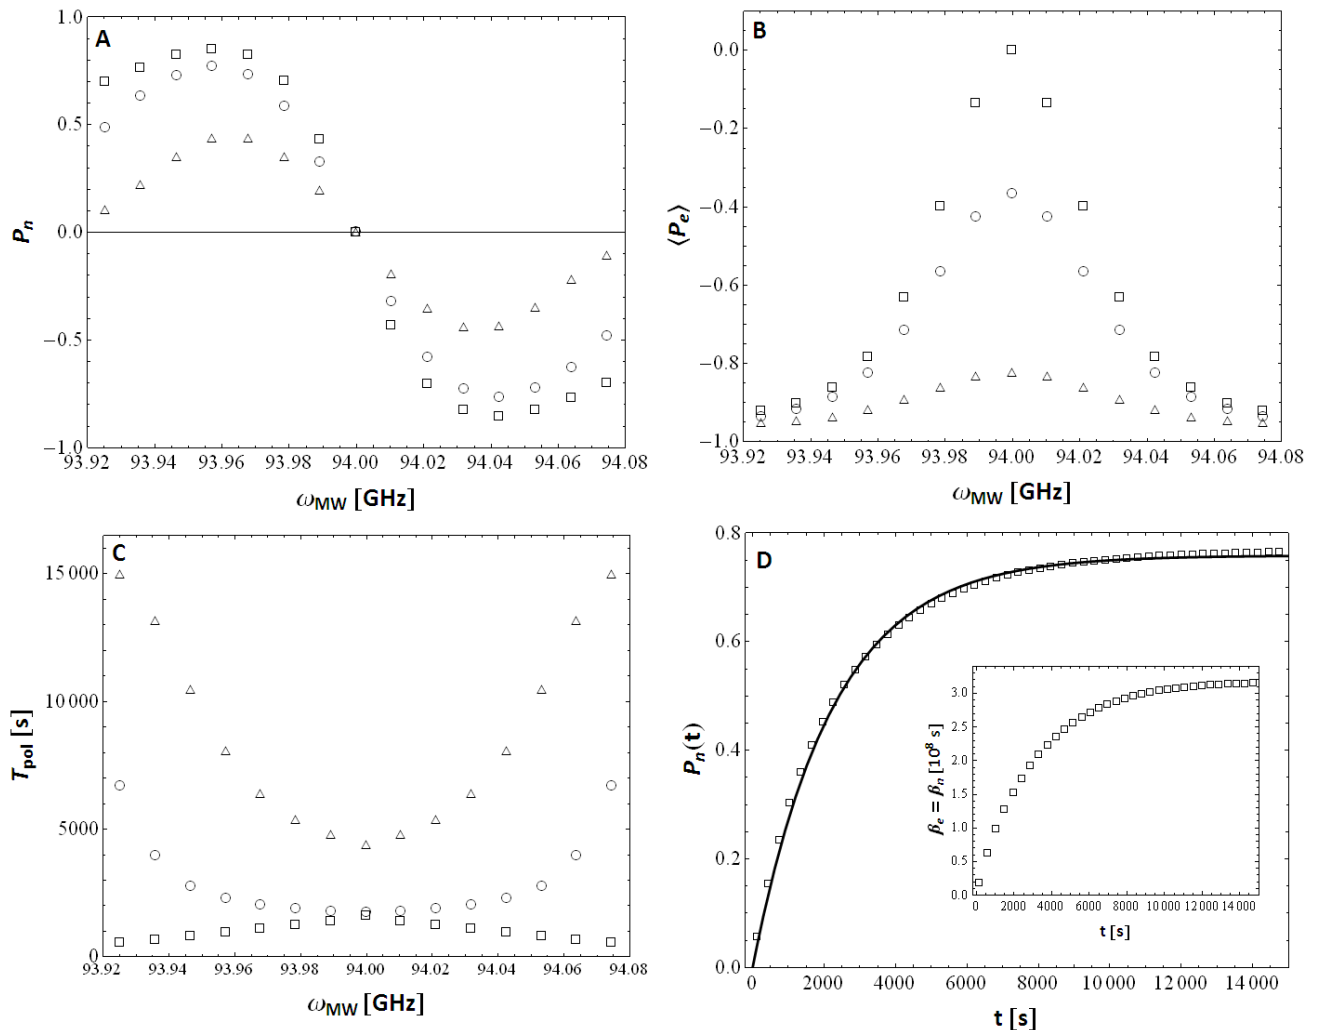 A
1.0
0.5
0.0
−0.5
−1.0
P_n
93.92 93.94 93.96 93.98 94.00 94.02 94.04 94.06 94.08
ω_MW [GHz]
B
0.0
−0.2
−0.4
−0.6
−0.8
−1.0
⟨P_e⟩
93.92 93.94 93.96 93.98 94.00 94.02 94.04 94.06 94.08
ω_MW [GHz]
C
15 000
10 000
5000
0
T_pol [s]
93.92 93.94 93.96 93.98 94.00 94.02 94.04 94.06 94.08
ω_MW [GHz]
D
0.8
0.6
0.4
0.2
0.0
P_n(t)
0 2000 4000 6000 8000 10 000 12 000 14 000
t [s]
3.0
2.5
2.0
1.5
1.0
0.5
0.0
β_e = β_n [10⁸ s]
0 2000 4000 6000 8000 10 000 12 000 14 000
t [s]